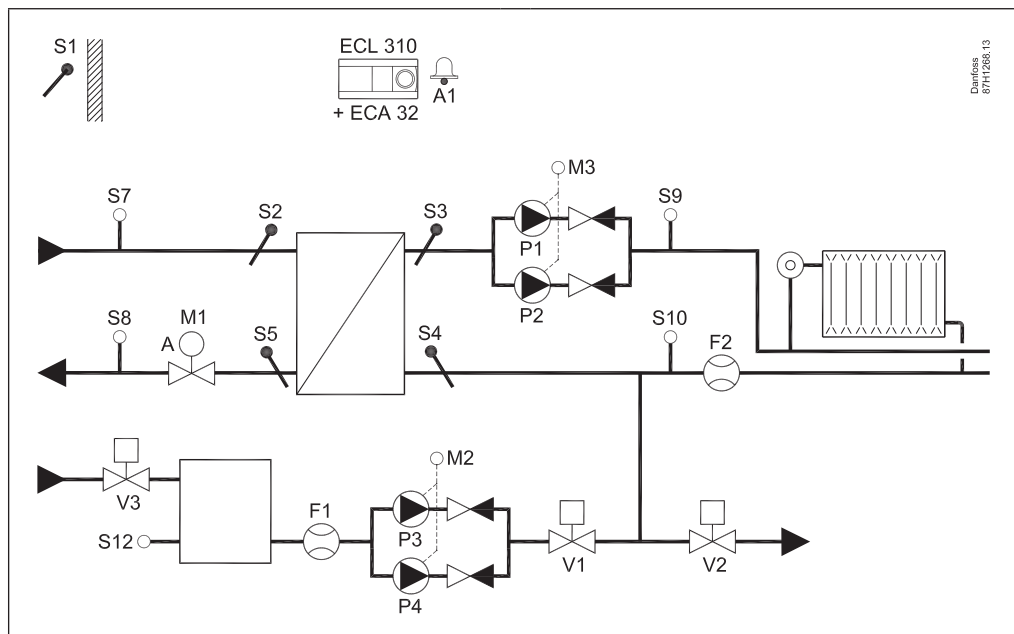 S1
ECL 310
A1
+ ECA 32
Danfoss
87H1268.13
M3
S7
S2
S3
S9
P1
P2
S8
M1
A
S5
S4
S10
F2
M2
V3
F1
P3
S12
V1
V2
P4